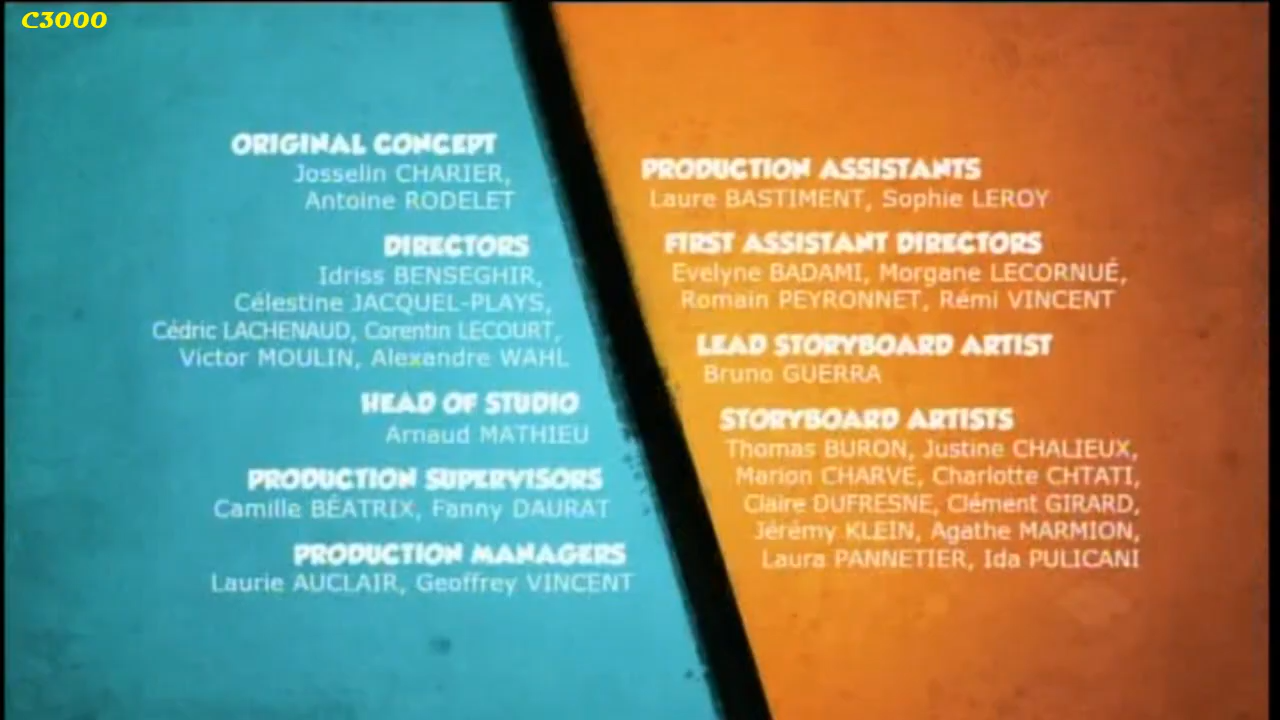 C3000
ORIGINAL CONCEPT
Josselin CHARIER,
Antoine RODELET
DIRECTORS
Idriss BENSEGHIR,
Célestine JACQUEL-PLAYS,
Cédric LACHENAUD, Corentin LECOURT,
Victor MOULIN, Alexandre WAHL
HEAD OF STUDIO
Arnaud MATHIEU
PRODUCTION SUPERVISORS
Camille BÉATRIX, Fanny DAURAT
PRODUCTION MANAGERS
Laurie AUCLAIR, Geoffrey VINCENT
PRODUCTION ASSISTANTS
Laure BASTIMENT, Sophie LEROY
FIRST ASSISTANT DIRECTORS
Evelyne BADAMI, Morgane LECORNUÉ,
Romain PEYRONNET, Rémi VINCENT
LEAD STORYBOARD ARTIST
Bruno GUERRA
STORYBOARD ARTISTS
Thomas BURON, Justine CHALIEUX,
Marion CHARVE, Charlotte CHTATI,
Claire DUFRESNE, Clément GIRARD,
Jérémy KLEIN, Agathe MARMION,
Laura PANNETIER, Ida PULICANI